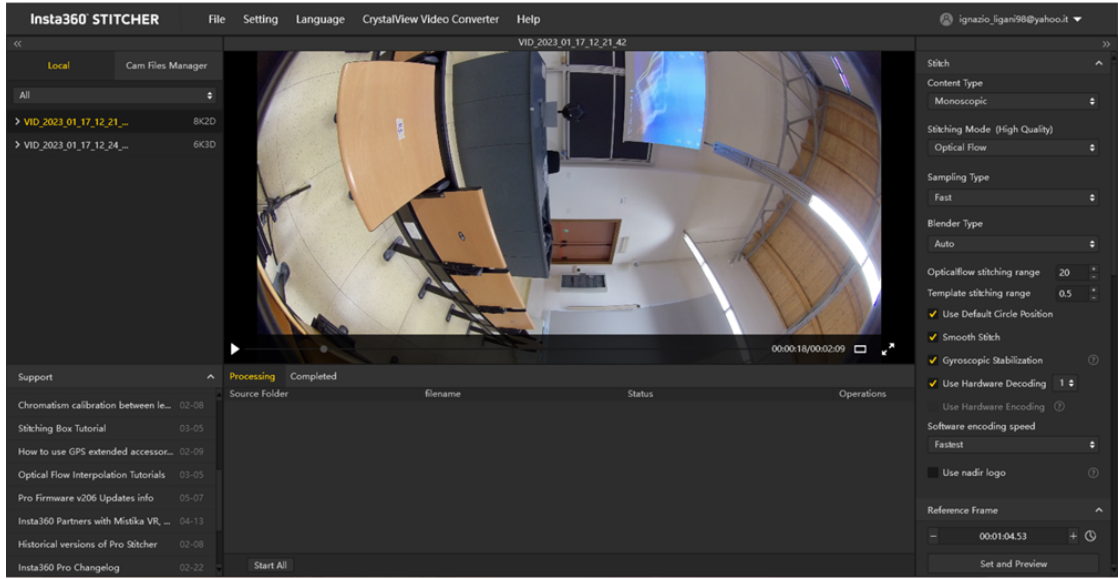 Insta360 STITCHER File Setting Language CrystalView Video Converter Help ignazio_ligani98@yahoo.it
VID_2023_01_17_12_21_42
Local Cam Files Manager
All
VID_2023_01_17_12_21_... 8K2D
VID_2023_01_17_12_24_... 6K3D
00:00:18/00:02:09
Support
Chromatism calibration between le... 02-08
Stitching Box Tutorial 03-05
How to use GPS extended accessor... 02-09
Optical Flow Interpolation Tutorials 03-05
Pro Firmware v206 Updates info 05-07
Insta360 Partners with Mistika VR, ... 04-13
Historical versions of Pro Stitcher 02-08
Insta360 Pro Changelog 02-22
Processing Completed
Source Folder filename Status Operations
Start All
Stitch
Content Type
Monoscopic
Stitching Mode (High Quality)
Optical Flow
Sampling Type
Fast
Blender Type
Auto
Opticalflow stitching range 20
Template stitching range 0.5
Use Default Circle Position
Smooth Stitch
Gyroscopic Stabilization ?
Use Hardware Decoding 1
Use Hardware Encoding ?
Software encoding speed
Fastest
Use nadir logo ?
Reference Frame
− 00:01:04.53 +
Set and Preview